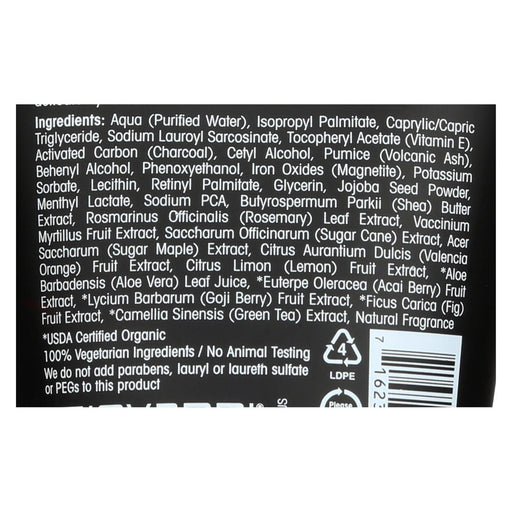 Ingredients: Aqua (Purified Water), Isopropyl Palmitate, Caprylic/Capric
Triglyceride, Sodium Lauroyl Sarcosinate, Tocopheryl Acetate (Vitamin E),
Activated Carbon (Charcoal), Cetyl Alcohol, Pumice (Volcanic Ash),
Behenyl Alcohol, Phenoxyethanol, Iron Oxides (Magnetite), Potassium
Sorbate, Lecithin, Retinyl Palmitate, Glycerin, Jojoba Seed Powder,
Menthyl Lactate, Sodium PCA, Butyrospermum Parkii (Shea) Butter
Extract, Rosmarinus Officinalis (Rosemary) Leaf Extract, Vaccinium
Myrtillus Fruit Extract, Saccharum Officinarum (Sugar Cane) Extract, Acer
Saccharum (Sugar Maple) Extract, Citrus Aurantium Dulcis (Valencia
Orange) Fruit Extract, Citrus Limon (Lemon) Fruit Extract, *Aloe
Barbadensis (Aloe Vera) Leaf Juice, *Euterpe Oleracea (Acai Berry) Fruit
Extract, *Lycium Barbarum (Goji Berry) Fruit Extract, *Ficus Carica (Fig)
Fruit Extract, *Camellia Sinensis (Green Tea) Extract, Natural Fragrance
*USDA Certified Organic
100% Vegetarian Ingredients / No Animal Testing
We do not add parabens, lauryl or laureth sulfate
or PEGs to this product
4
LDPE
Please
7 1623